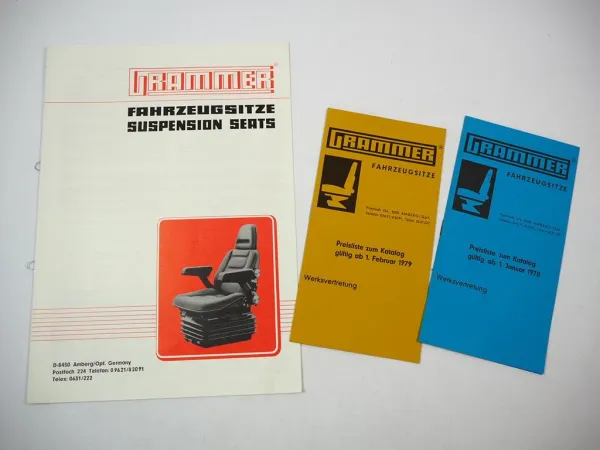 GRAMMER®
FAHRZEUGSITZE
SUSPENSION SEATS
D-8450 Amberg/Opf. Germany
Postfach 224 Telefon: 09621/82091
Telex: 0631/222
GRAMMER
FAHRZEUGSITZE
Preisliste zum Katalog
gültig ab 1. Februar 1979
Werksvertretung
GRAMMER
FAHRZEUGSITZE
Preisliste zum Katalog
gültig ab 1. Januar 1978
Werksvertretung